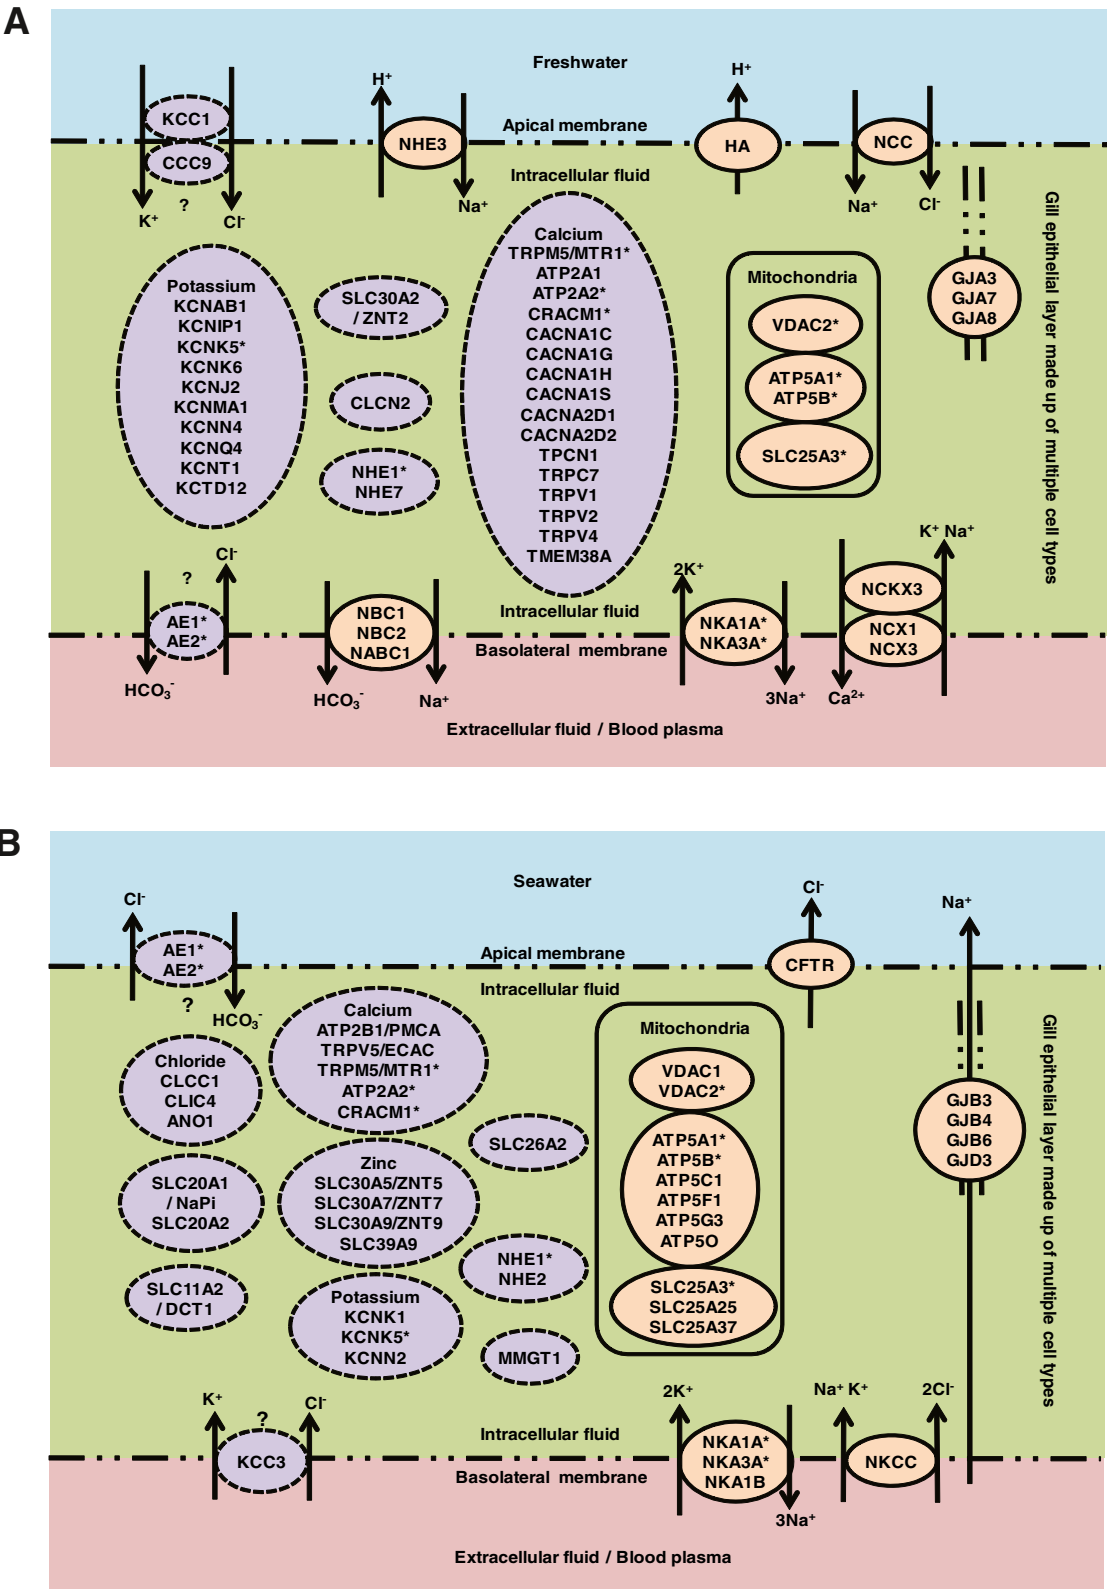 A
Freshwater
H⁺
H⁺
KCC1
CCC9
?
K⁺
Cl⁻
Apical membrane
NHE3
HA
NCC
Intracellular fluid
Na⁺
Na⁺
Cl⁻
Potassium
KCNAB1
KCNIP1
KCNK5*
KCNK6
KCNJ2
KCNMA1
KCNN4
KCNQ4
KCNT1
KCTD12
SLC30A2
/ ZNT2
CLCN2
NHE1*
NHE7
Calcium
TRPM5/MTR1*
ATP2A1
ATP2A2*
CRACM1*
CACNA1C
CACNA1G
CACNA1H
CACNA1S
CACNA2D1
CACNA2D2
TPCN1
TRPC7
TRPV1
TRPV2
TRPV4
TMEM38A
Mitochondria
VDAC2*
ATP5A1*
ATP5B*
SLC25A3*
GJA3
GJA7
GJA8
Gill epithelial layer made up of multiple cell types
Cl⁻
?
AE1*
AE2*
HCO₃⁻
NBC1
NBC2
NABC1
HCO₃⁻
Na⁺
Intracellular fluid
Basolateral membrane
2K⁺
NKA1A*
NKA3A*
3Na⁺
K⁺ Na⁺
NCKX3
NCX1
NCX3
Ca²⁺
Extracellular fluid / Blood plasma
B
Seawater
Cl⁻
Cl⁻
Na⁺
AE1*
AE2*
?
HCO₃⁻
Apical membrane
CFTR
Intracellular fluid
Chloride
CLCC1
CLIC4
ANO1
Calcium
ATP2B1/PMCA
TRPV5/ECAC
TRPM5/MTR1*
ATP2A2*
CRACM1*
SLC26A2
SLC20A1
/ NaPi
SLC20A2
Zinc
SLC30A5/ZNT5
SLC30A7/ZNT7
SLC30A9/ZNT9
SLC39A9
NHE1*
NHE2
SLC11A2
/ DCT1
Potassium
KCNK1
KCNK5*
KCNN2
MMGT1
Mitochondria
VDAC1
VDAC2*
ATP5A1*
ATP5B*
ATP5C1
ATP5F1
ATP5G3
ATP5O
SLC25A3*
SLC25A25
SLC25A37
GJB3
GJB4
GJB6
GJD3
Gill epithelial layer made up of multiple cell types
K⁺
?
Cl⁻
KCC3
Intracellular fluid
Basolateral membrane
2K⁺
NKA1A*
NKA3A*
NKA1B
3Na⁺
Na⁺ K⁺
2Cl⁻
NKCC
Extracellular fluid / Blood plasma